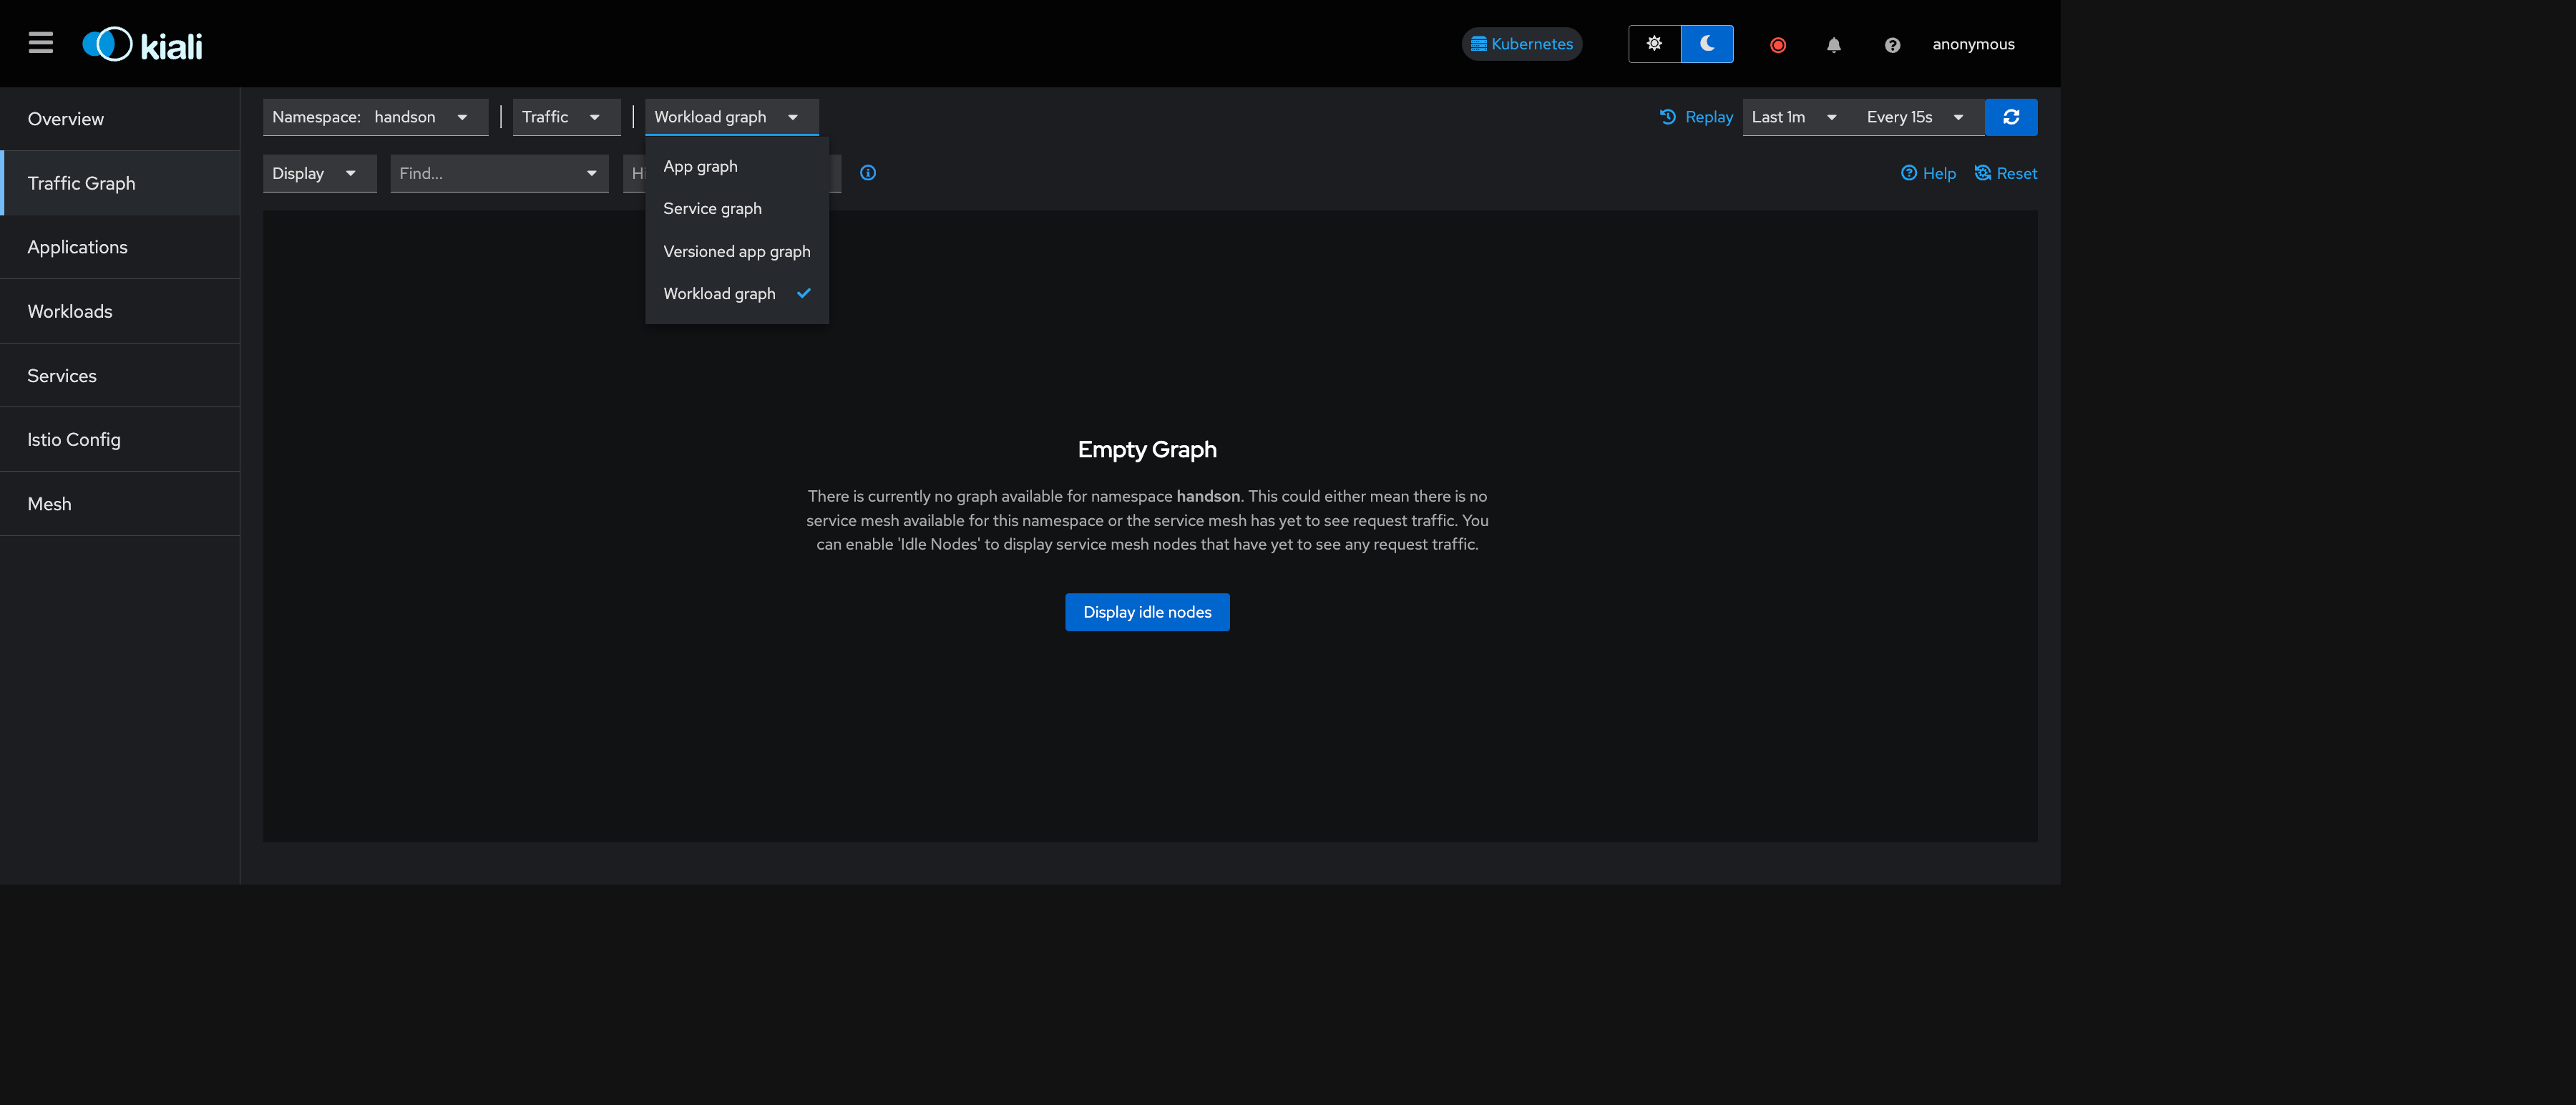 kiali
Kubernetes
anonymous
Overview
Traffic Graph
Applications
Workloads
Services
Istio Config
Mesh
Namespace: handson
Traffic
Workload graph
Replay
Last 1m
Every 15s
Display
Find...
Hi
Help
Reset
App graph
Service graph
Versioned app graph
Workload graph
Empty Graph
There is currently no graph available for namespace handson. This could either mean there is no
service mesh available for this namespace or the service mesh has yet to see request traffic. You
can enable 'Idle Nodes' to display service mesh nodes that have yet to see any request traffic.
Display idle nodes